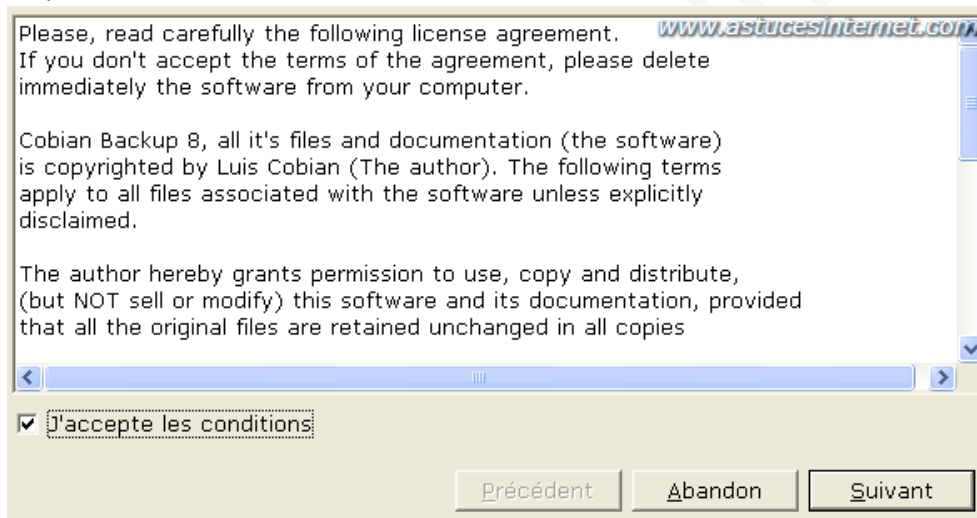 www.astucesinternet.com
Please, read carefully the following license agreement.
If you don't accept the terms of the agreement, please delete
immediately the software from your computer.
Cobian Backup 8, all it's files and documentation (the software)
is copyrighted by Luis Cobian (The author). The following terms
apply to all files associated with the software unless explicitly
disclaimed.
The author hereby grants permission to use, copy and distribute,
(but NOT sell or modify) this software and its documentation, provided
that all the original files are retained unchanged in all copies
J'accepte les conditions
Précédent Abandon Suivant